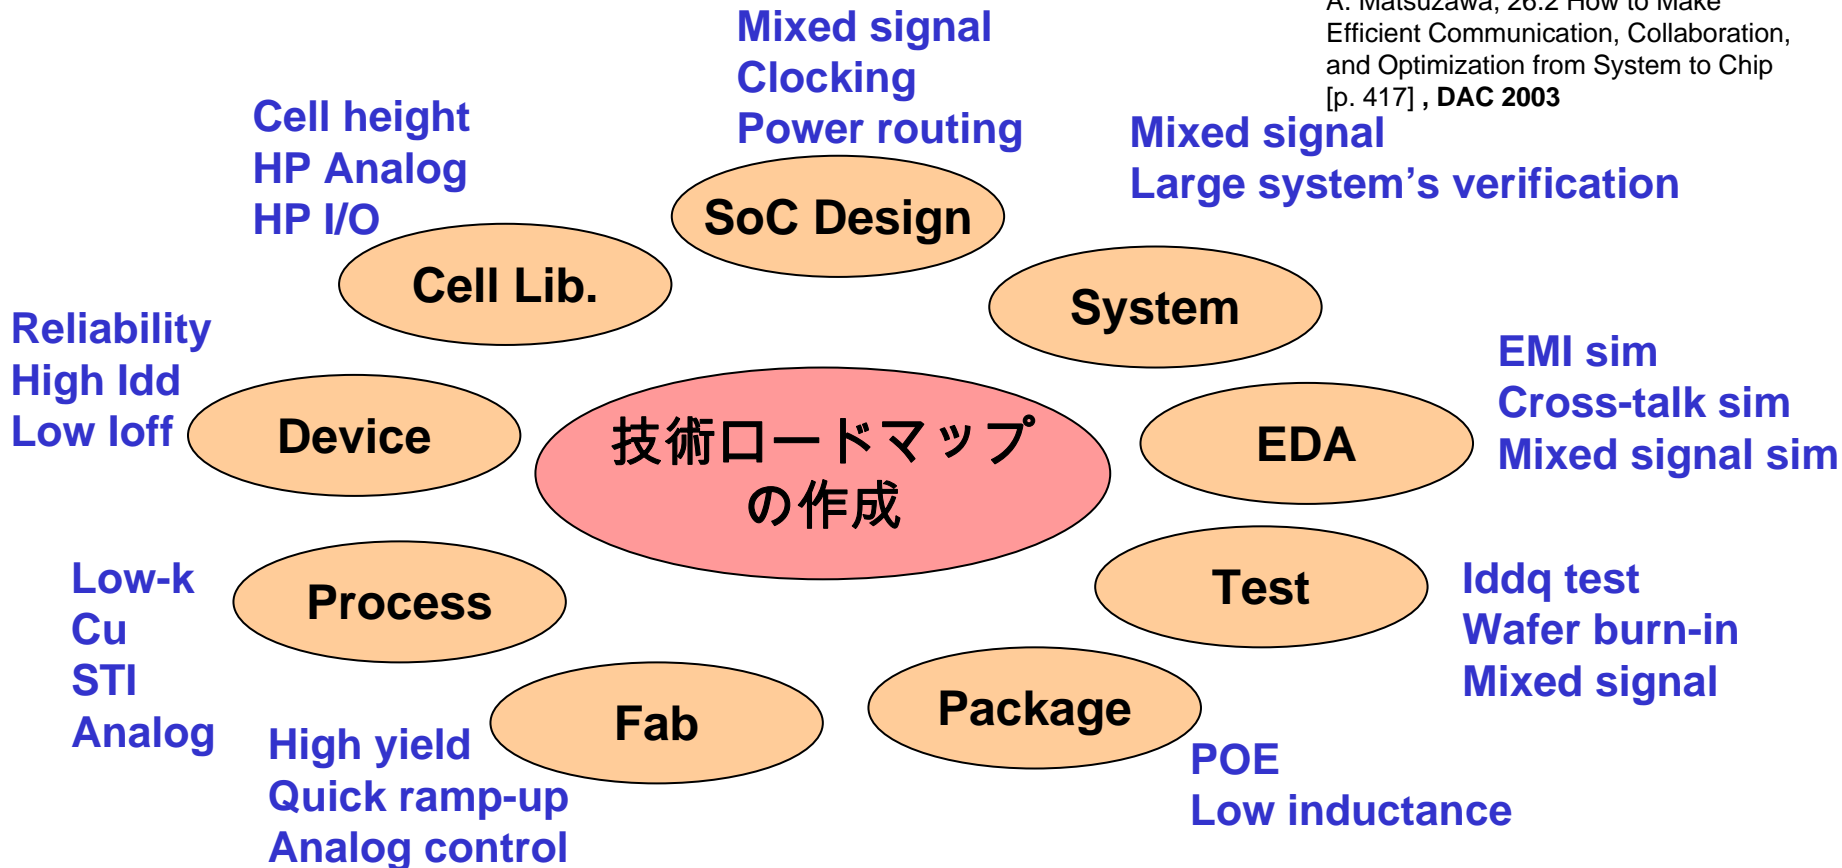 A. Matsuzawa, 26.2 How to Make
Efficient Communication, Collaboration,
and Optimization from System to Chip
[p. 417] , DAC 2003
Mixed signal
Clocking
Power routing
SoC Design
Cell height
HP Analog
HP I/O
Cell Lib.
Mixed signal
Large system’s verification
System
Reliability
High Idd
Low Ioff
Device
技術ロードマップ
の作成
EDA
EMI sim
Cross-talk sim
Mixed signal sim
Low-k
Cu
STI
Analog
Process
Test
Iddq test
Wafer burn-in
Mixed signal
High yield
Quick ramp-up
Analog control
Fab
Package
POE
Low inductance